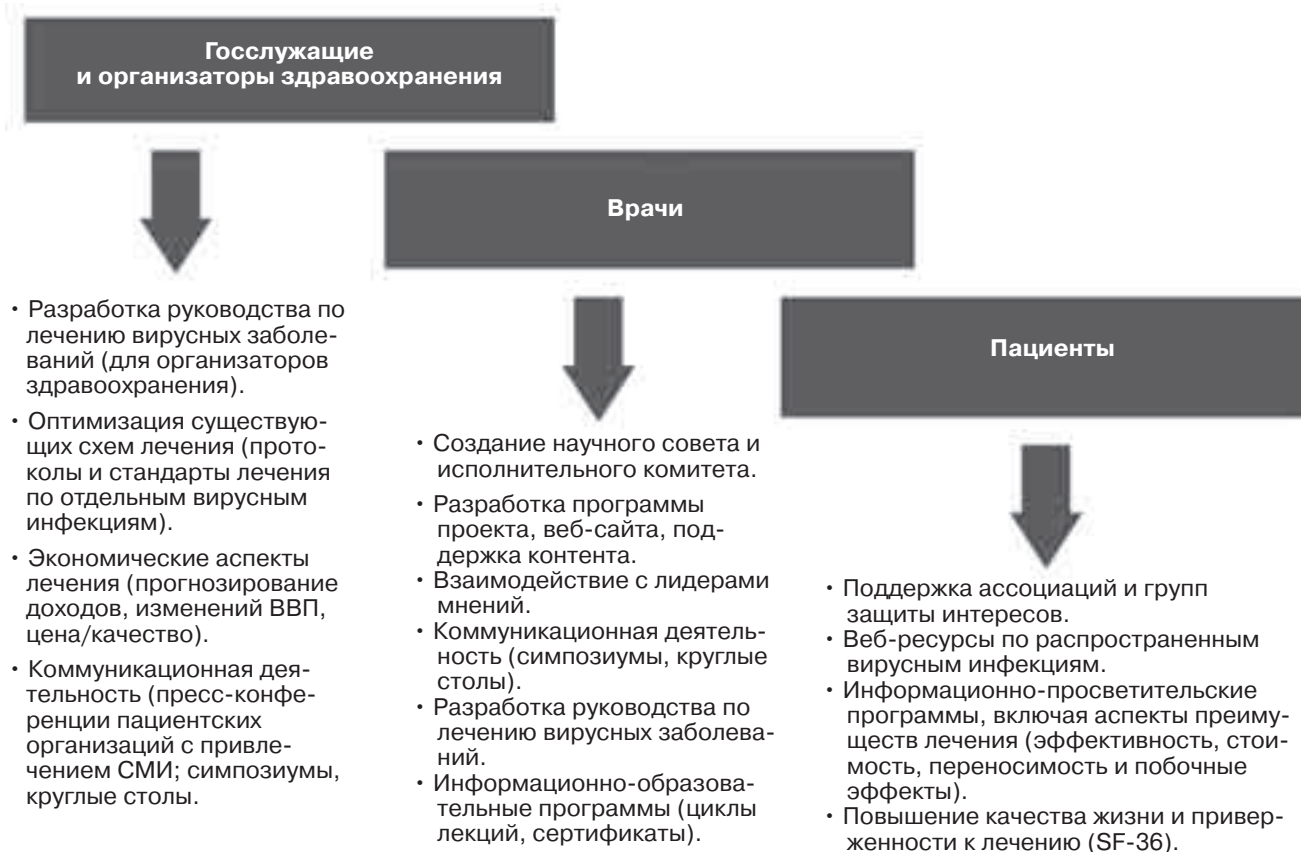 Госслужащие
и организаторы здравоохранения
• Разработка руководства по
лечению вирусных заболе-
ваний (для организаторов
здравоохранения).
• Оптимизация существую-
щих схем лечения (прото-
колы и стандарты лечения
по отдельным вирусным
инфекциям).
• Экономические аспекты
лечения (прогнозирование
доходов, изменений ВВП,
цена/качество).
• Коммуникационная дея-
тельность (пресс-конфе-
ренции пациентских
организаций с привле-
чением СМИ; симпозиумы,
круглые столы.
Врачи
• Создание научного совета и
исполнительного комитета.
• Разработка программы
проекта, веб-сайта, под-
держка контента.
• Взаимодействие с лидерами
мнений.
• Коммуникационная деятель-
ность (симпозиумы, круглые
столы).
• Разработка руководства по
лечению вирусных заболева-
ний.
• Информационно-образова-
тельные программы (циклы
лекций, сертификаты).
Пациенты
• Поддержка ассоциаций и групп
защиты интересов.
• Веб-ресурсы по распространенным
вирусным инфекциям.
• Информационно-просветительские
программы, включая аспекты преиму-
ществ лечения (эффективность, стои-
мость, переносимость и побочные
эффекты).
• Повышение качества жизни и привер-
женности к лечению (SF-36).